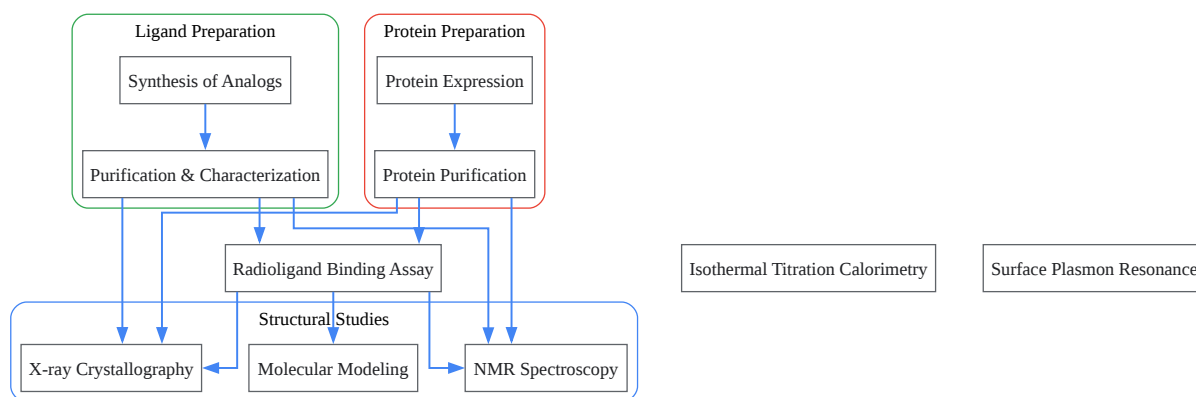 Ligand Preparation
Protein Preparation
Synthesis of Analogs
Protein Expression
Purification & Characterization
Protein Purification
Radioligand Binding Assay
Isothermal Titration Calorimetry
Surface Plasmon Resonance
Structural Studies
X-ray Crystallography
Molecular Modeling
NMR Spectroscopy